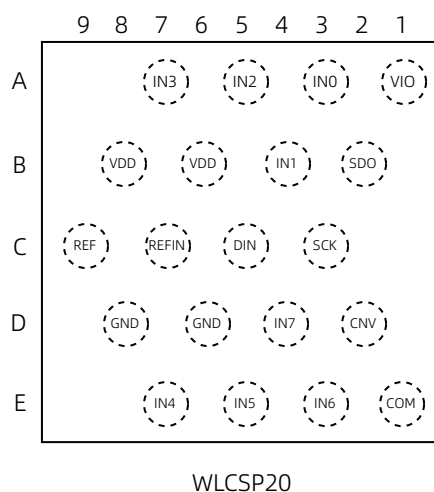 9 8 7 6 5 4 3 2 1
A IN3 IN2 IN0 VIO
B VDD VDD IN1 SDO
C REF REFIN DIN SCK
D GND GND IN7 CNV
E IN4 IN5 IN6 COM
WLCSP20